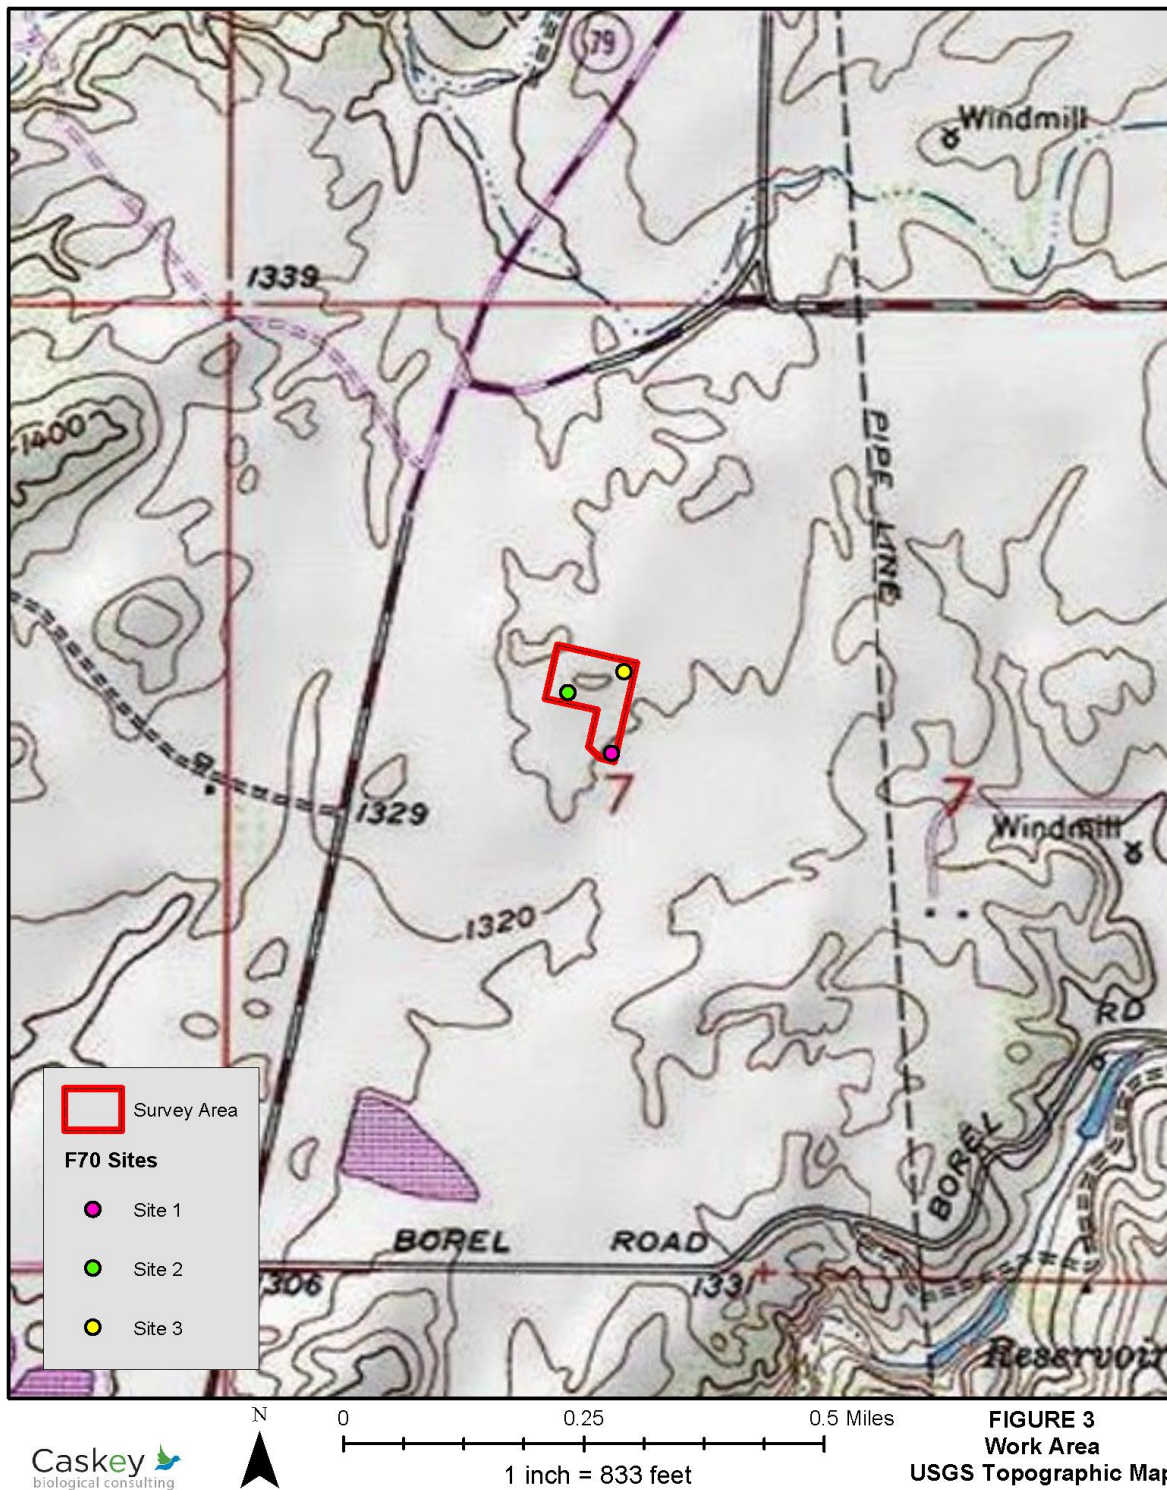 79
Windmill
1339
1400
PIPE LINE
1329
7
7
Windmill
1320
RD
BOREL
BOREL ROAD
1306
1331
Reservoir
Survey Area
F70 Sites
Site 1
Site 2
Site 3
N
0 0.25 0.5 Miles
1 inch = 833 feet
Caskey
biological consulting
FIGURE 3
Work Area
USGS Topographic Map